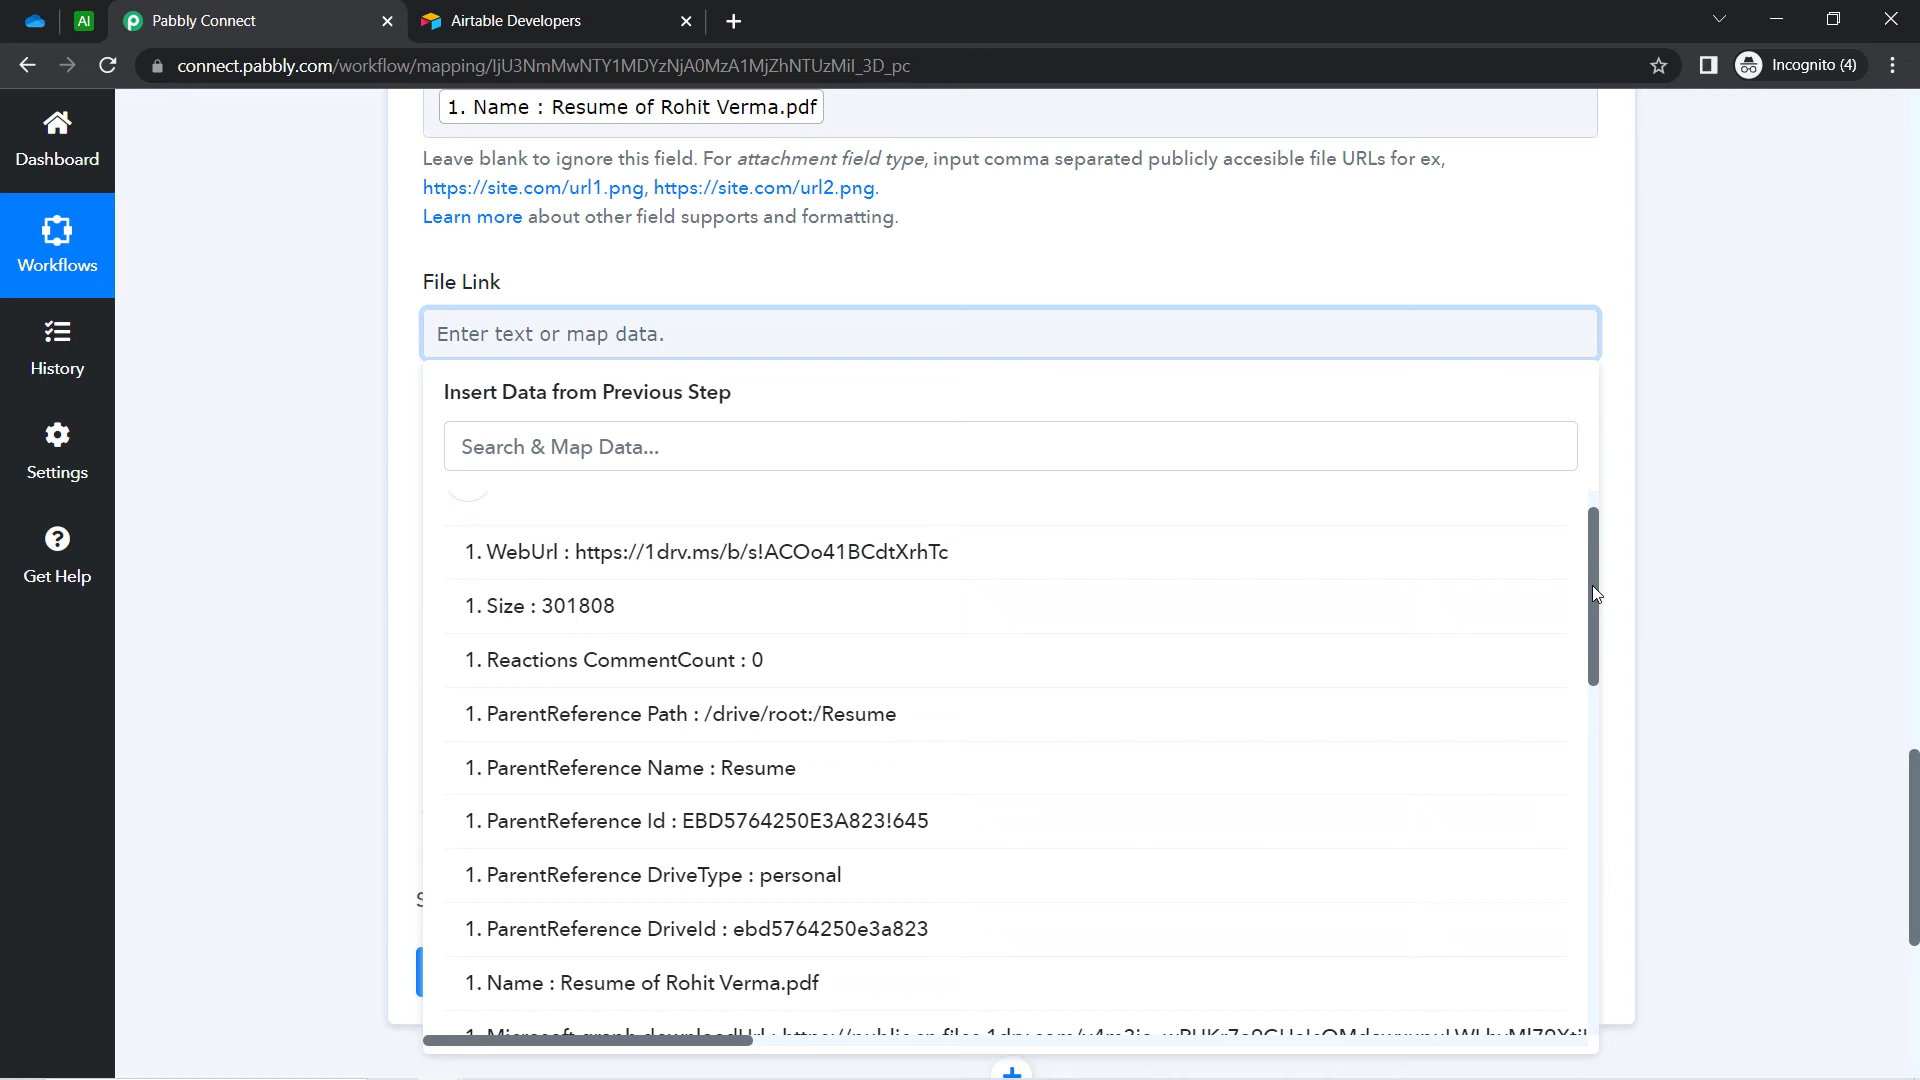 AI
Pabbly Connect
Airtable Developers
connect.pabbly.com/workflow/mapping/IjU3NmMwNTY1MDYzNjA0MzA1MjZhNTUzMiI_3D_pc
Incognito (4)
Dashboard
Workflows
History
Settings
Get Help
1. Name : Resume of Rohit Verma.pdf
Leave blank to ignore this field. For attachment field type, input comma separated publicly accesible file URLs for ex,
https://site.com/url1.png, https://site.com/url2.png.
Learn more about other field supports and formatting.
File Link
Enter text or map data.
Insert Data from Previous Step
Search & Map Data...
1. WebUrl : https://1drv.ms/b/s!ACOo41BCdtXrhTc
1. Size : 301808
1. Reactions CommentCount : 0
1. ParentReference Path : /drive/root:/Resume
1. ParentReference Name : Resume
1. ParentReference Id : EBD5764250E3A823!645
1. ParentReference DriveType : personal
1. ParentReference DriveId : ebd5764250e3a823
1. Name : Resume of Rohit Verma.pdf